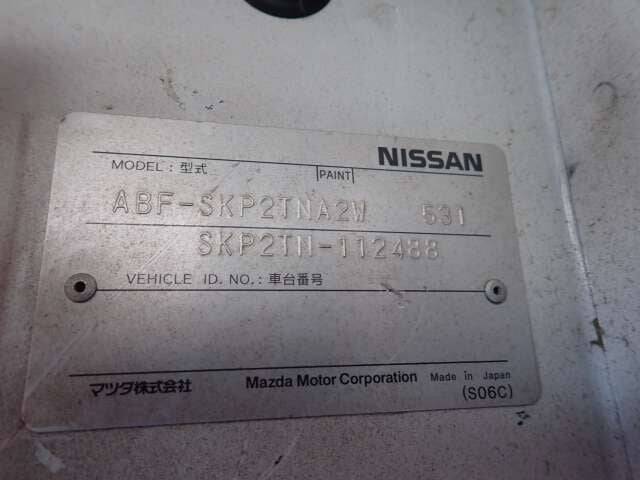 NISSAN
MODEL : 型式 PAINT
ABF-SKP2TNA2W 531
SKP2TN-112488
VEHICLE ID. NO. : 車台番号
マツダ株式会社 Mazda Motor Corporation Made in Japan
(S06C)